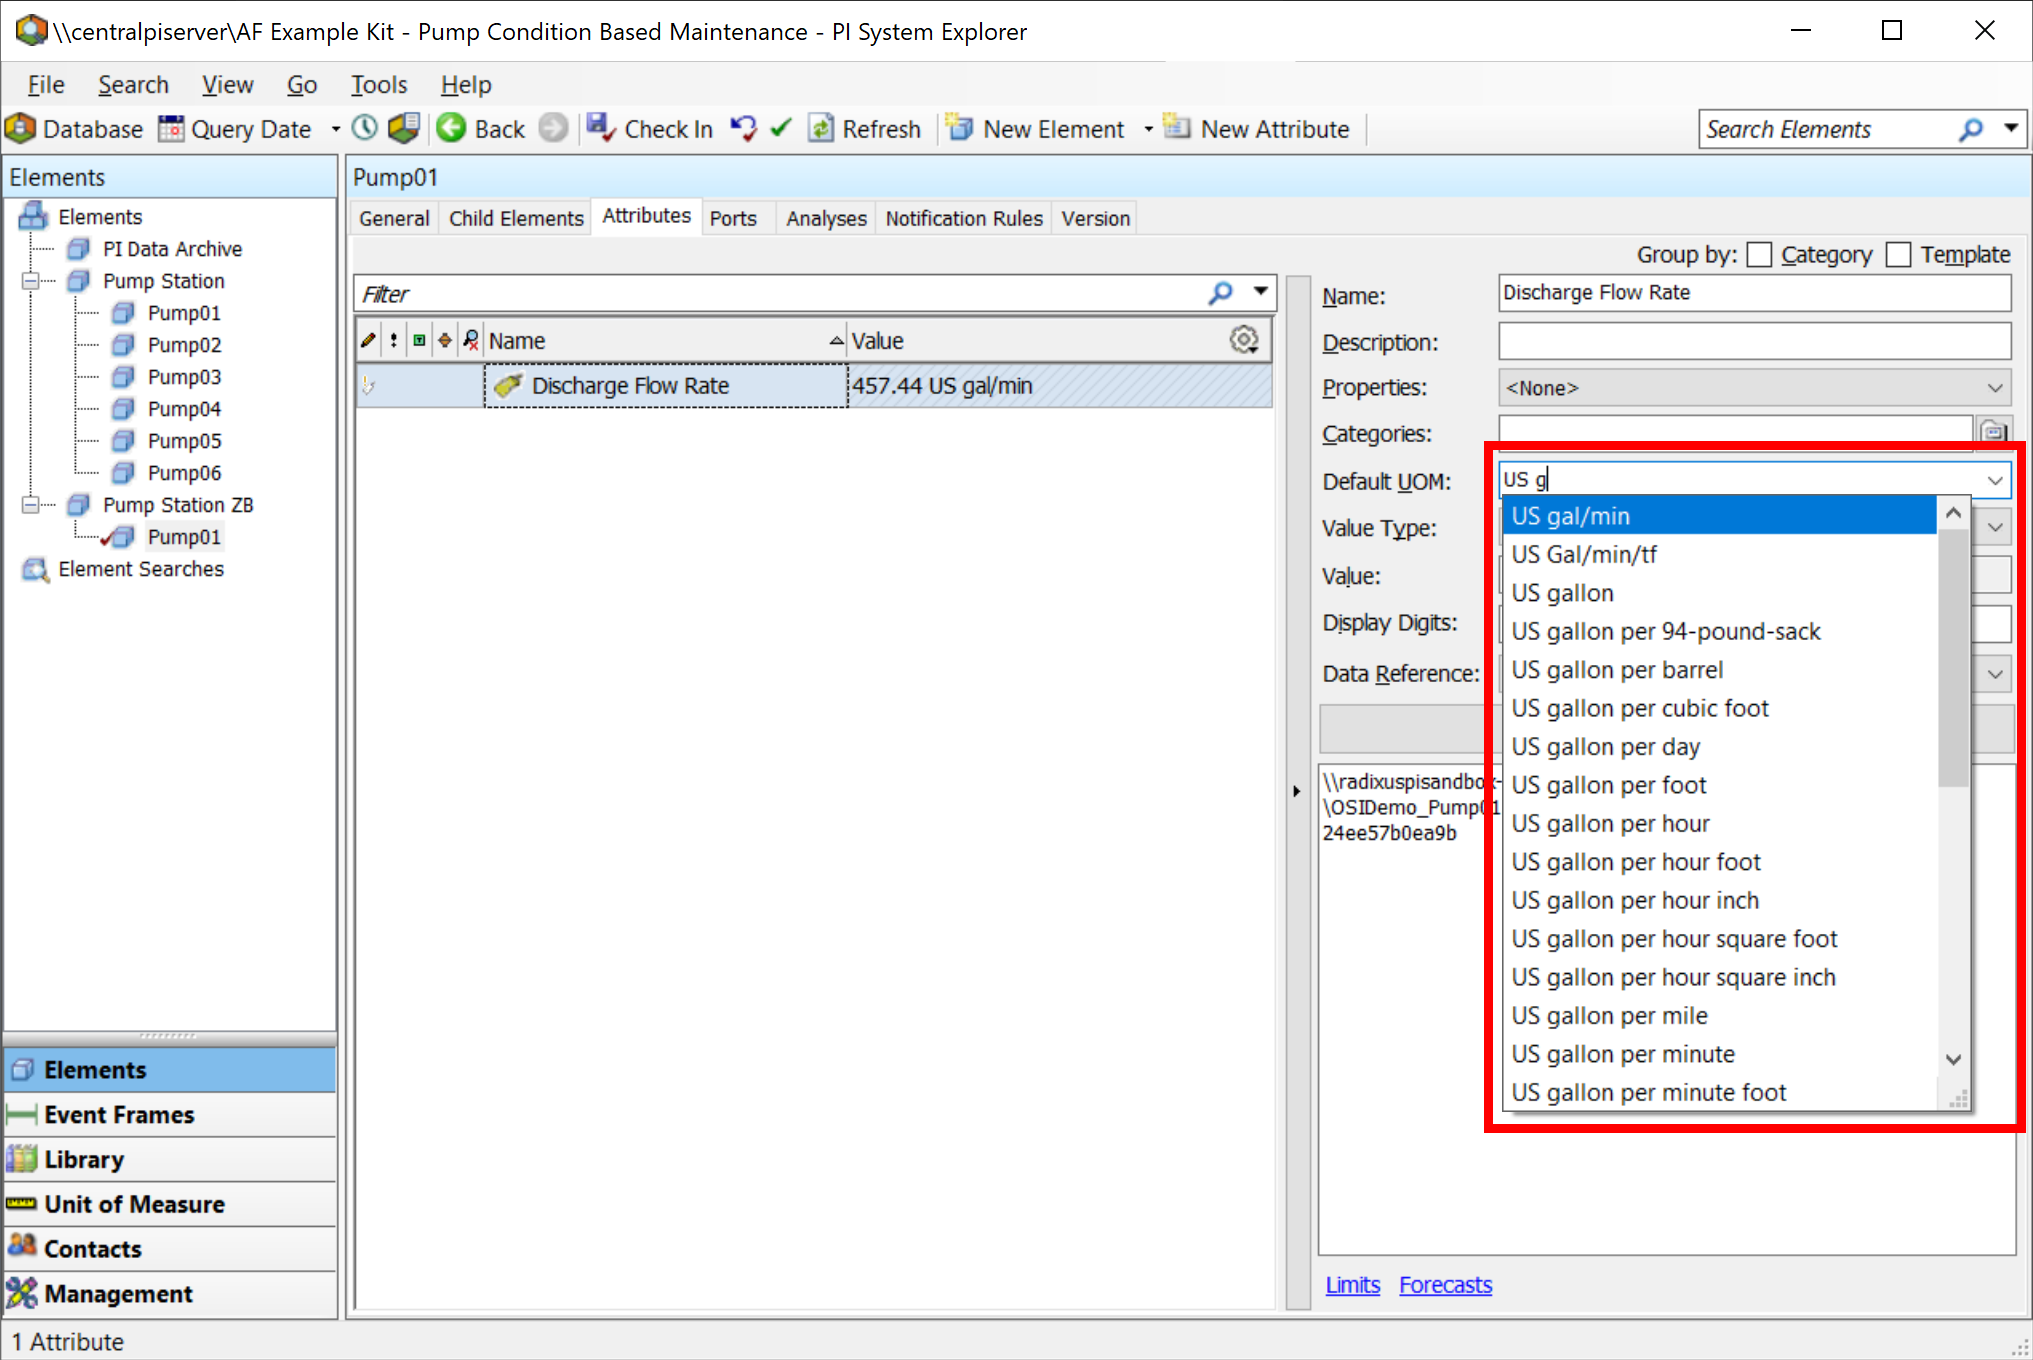 \\centralpiserver\AF Example Kit - Pump Condition Based Maintenance - PI System Explorer
File Search View Go Tools Help
Database Query Date Back Check In Refresh New Element New Attribute Search Elements
Elements
Elements
PI Data Archive
Pump Station
Pump01
Pump02
Pump03
Pump04
Pump05
Pump06
Pump Station ZB
Pump01
Element Searches
Elements
Event Frames
Library
Unit of Measure
Contacts
Management
Pump01
General Child Elements Attributes Ports Analyses Notification Rules Version
Group by: Category Template
Filter
Name Value
Discharge Flow Rate 457.44 US gal/min
Name: Discharge Flow Rate
Description:
Properties: <None>
Categories:
Default UOM: US g
Value Type:
Value:
Display Digits:
Data Reference:
US gal/min
US Gal/min/tf
US gallon
US gallon per 94-pound-sack
US gallon per barrel
US gallon per cubic foot
US gallon per day
US gallon per foot
US gallon per hour
US gallon per hour foot
US gallon per hour inch
US gallon per hour square foot
US gallon per hour square inch
US gallon per mile
US gallon per minute
US gallon per minute foot
\\radixuspisandbox-
\OSIDemo_Pump01
24ee57b0ea9b
Limits Forecasts
1 Attribute